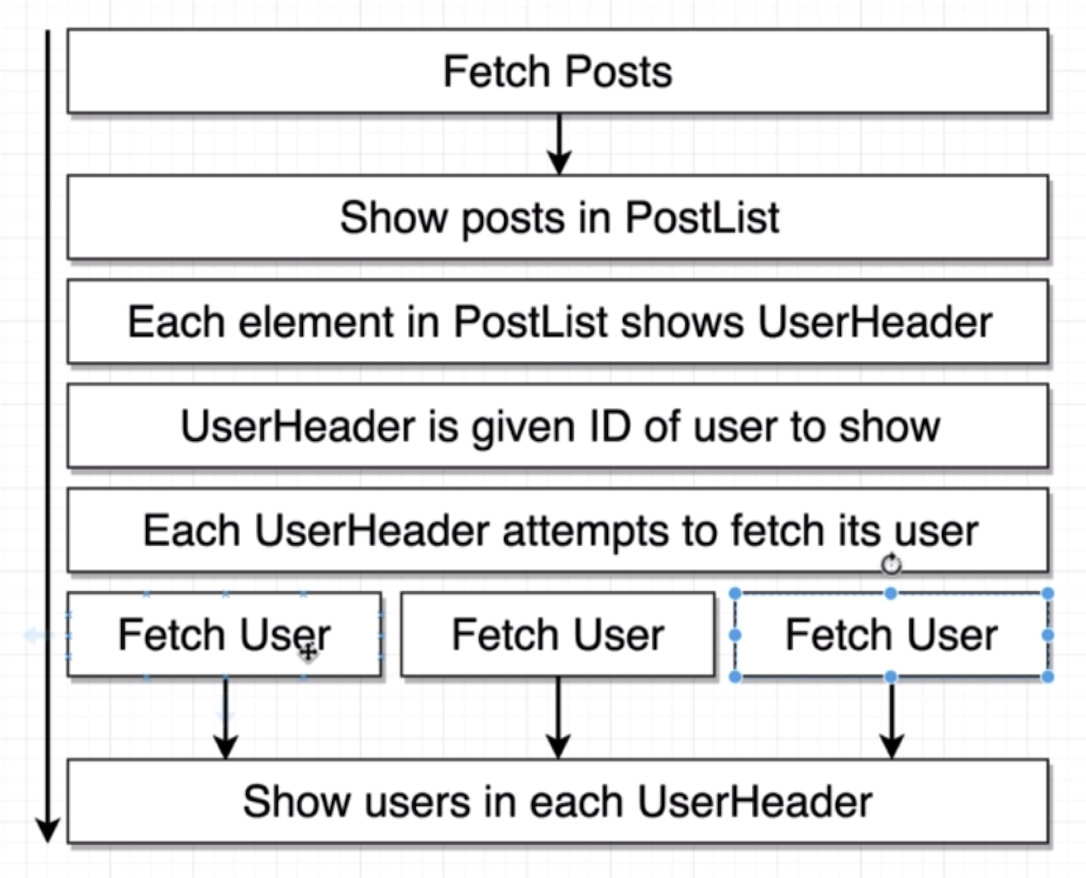 Fetch Posts
Show posts in PostList
Each element in PostList shows UserHeader
UserHeader is given ID of user to show
Each UserHeader attempts to fetch its user
Fetch User
Fetch User
Fetch User
Show users in each UserHeader